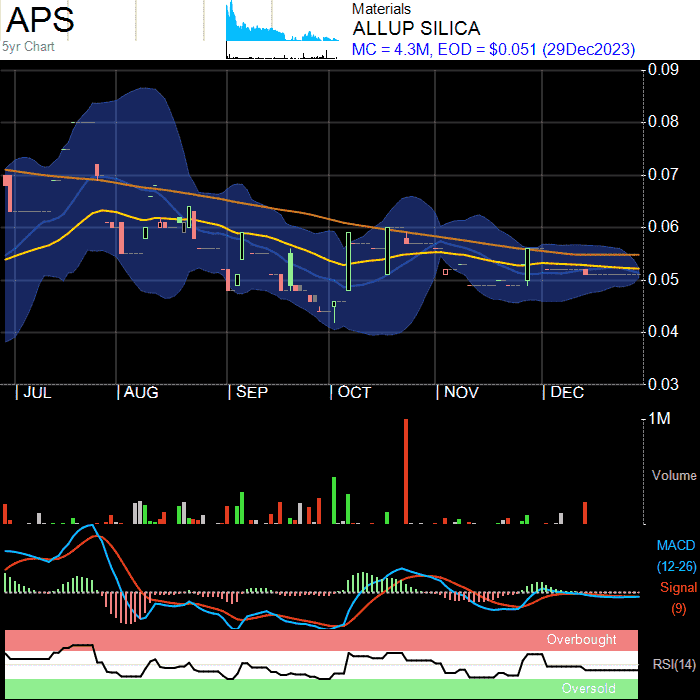 APS
5yr Chart
Materials
ALLUP SILICA
MC = 4.3M, EOD = $0.051 (29Dec2023)
0.09
0.08
0.07
0.06
0.05
0.04
0.03
| JUL | AUG | SEP | OCT | NOV | DEC
1M
Volume
MACD
(12-26)
Signal
(9)
Overbought
RSI(14)
Oversold